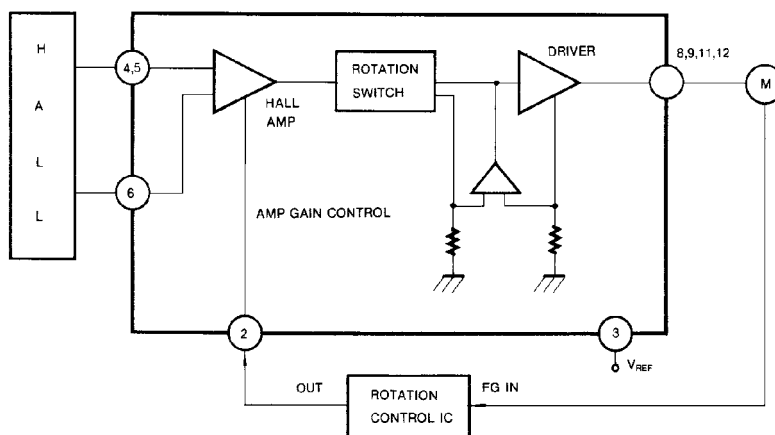 H
A
L
L
4,5
6
HALL
AMP
ROTATION
SWITCH
DRIVER
8,9,11,12
M
AMP GAIN CONTROL
2
3
VREF
OUT
ROTATION
CONTROL IC
FG IN